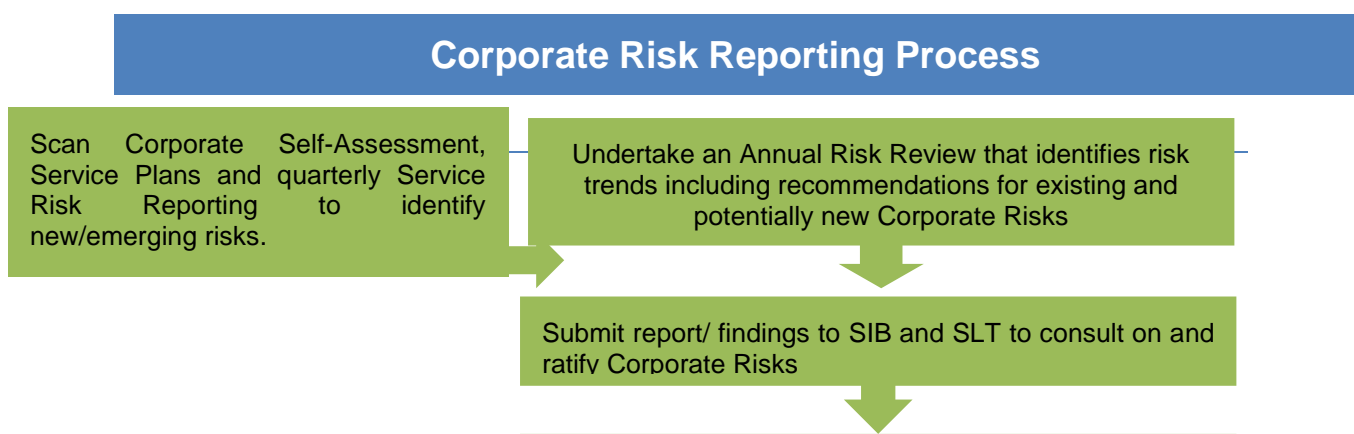 Corporate Risk Reporting Process
Scan Corporate Self-Assessment,
Service Plans and quarterly Service
Risk Reporting to identify
new/emerging risks.
Undertake an Annual Risk Review that identifies risk
trends including recommendations for existing and
potentially new Corporate Risks
Submit report/ findings to SIB and SLT to consult on and
ratify Corporate Risks